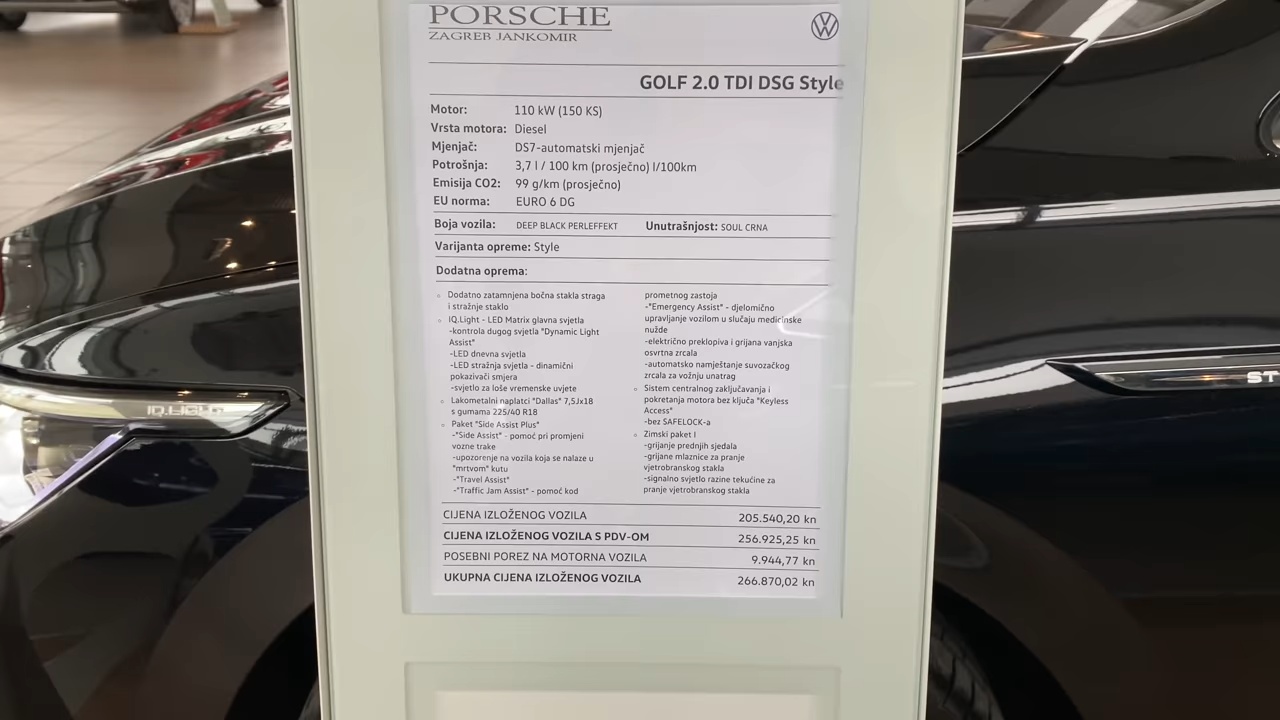 PORSCHE
ZAGREB JANKOMIR
GOLF 2.0 TDI DSG Style
Motor: 110 kW (150 KS)
Vrsta motora: Diesel
Mjenjač: DS7-automatski mjenjač
Potrošnja: 3,7 l / 100 km (prosječno) l/100km
Emisija CO2: 99 g/km (prosječno)
EU norma: EURO 6 DG
Boja vozila: DEEP BLACK PERLEFFEKT Unutrašnjost: SOUL CRNA
Varijanta opreme: Style
Dodatna oprema:
Dodatno zatamnjena bočna stakla straga
i stražnje staklo
IQ.Light - LED Matrix glavna svjetla
-kontrola dugog svjetla "Dynamic Light
Assist"
-LED dnevna svjetla
-LED stražnja svjetla - dinamični
pokazivači smjera
-svjetlo za loše vremenske uvjete
Lakometalni naplatci "Dallas" 7,5Jx18
s gumama 225/40 R18
Paket "Side Assist Plus"
-"Side Assist" - pomoć pri promjeni
vozne trake
-upozorenje na vozila koja se nalaze u
"mrtvom" kutu
-"Travel Assist"
-"Traffic Jam Assist" - pomoć kod
prometnog zastoja
-"Emergency Assist" - djelomično
upravljanje vozilom u slučaju medicinske
nužde
-električno preklopiva i grijana vanjska
osvrtna zrcala
-automatsko namještanje suvozačkog
zrcala za vožnju unatrag
Sistem centralnog zaključavanja i
pokretanja motora bez ključa "Keyless
Access"
-bez SAFELOCK-a
Zimski paket I
-grijanje prednjih sjedala
-grijane mlaznice za pranje
vjetrobranskog stakla
-signalno svjetlo razine tekućine za
pranje vjetrobranskog stakla
CIJENA IZLOŽENOG VOZILA 205.540,20 kn
CIJENA IZLOŽENOG VOZILA S PDV-OM 256.925,25 kn
POSEBNI POREZ NA MOTORNA VOZILA 9.944,77 kn
UKUPNA CIJENA IZLOŽENOG VOZILA 266.870,02 kn
IQ.LIGHT
ST